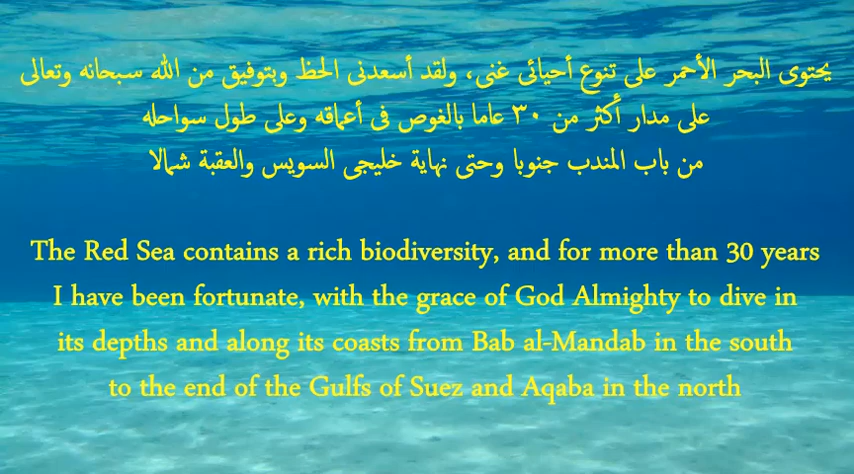 يحتوى البحر الأحمر على تنوع أحيائى غنى، ولقد أسعدنى الحظ وبتوفيق من الله سبحانه وتعالى
على مدار أكثر من ٣٠ عاما بالغوص فى أعماقه وعلى طول سواحله
من باب المندب جنوبا وحتى نهاية خليجى السويس والعقبة شمالا
The Red Sea contains a rich biodiversity, and for more than 30 years
I have been fortunate, with the grace of God Almighty to dive in
its depths and along its coasts from Bab al-Mandab in the south
to the end of the Gulfs of Suez and Aqaba in the north